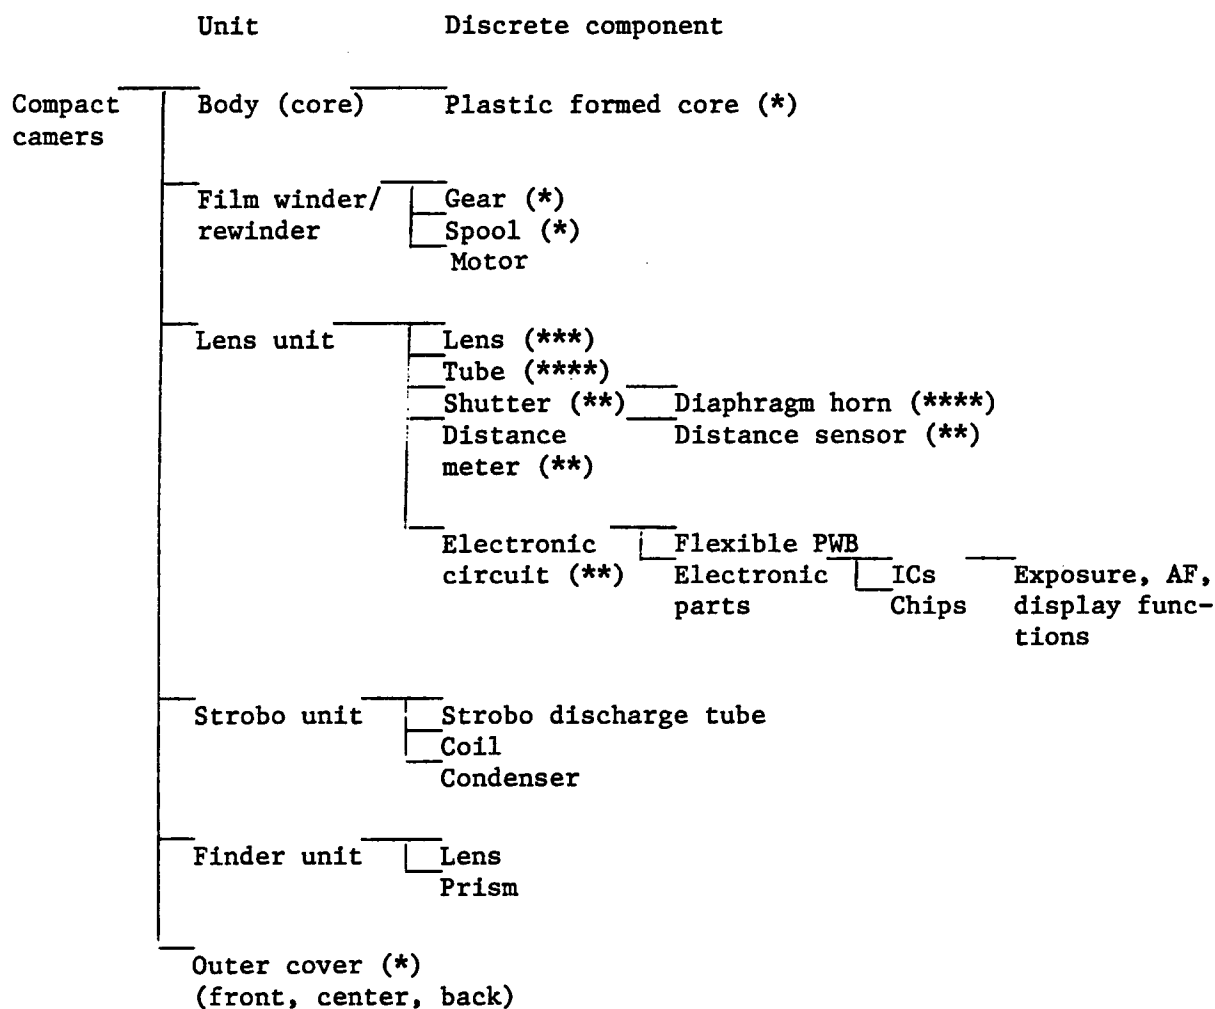 Unit Discrete component
Compact Body (core) Plastic formed core (*)
camers
Film winder/ Gear (*)
rewinder Spool (*)
Motor
Lens unit Lens (***)
Tube (****)
Shutter (**) Diaphragm horn (****)
Distance Distance sensor (**)
meter (**)
Electronic Flexible PWB
circuit (**) Electronic ICs Exposure, AF,
parts Chips display func-
tions
Strobo unit Strobo discharge tube
Coil
Condenser
Finder unit Lens
Prism
Outer cover (*)
(front, center, back)